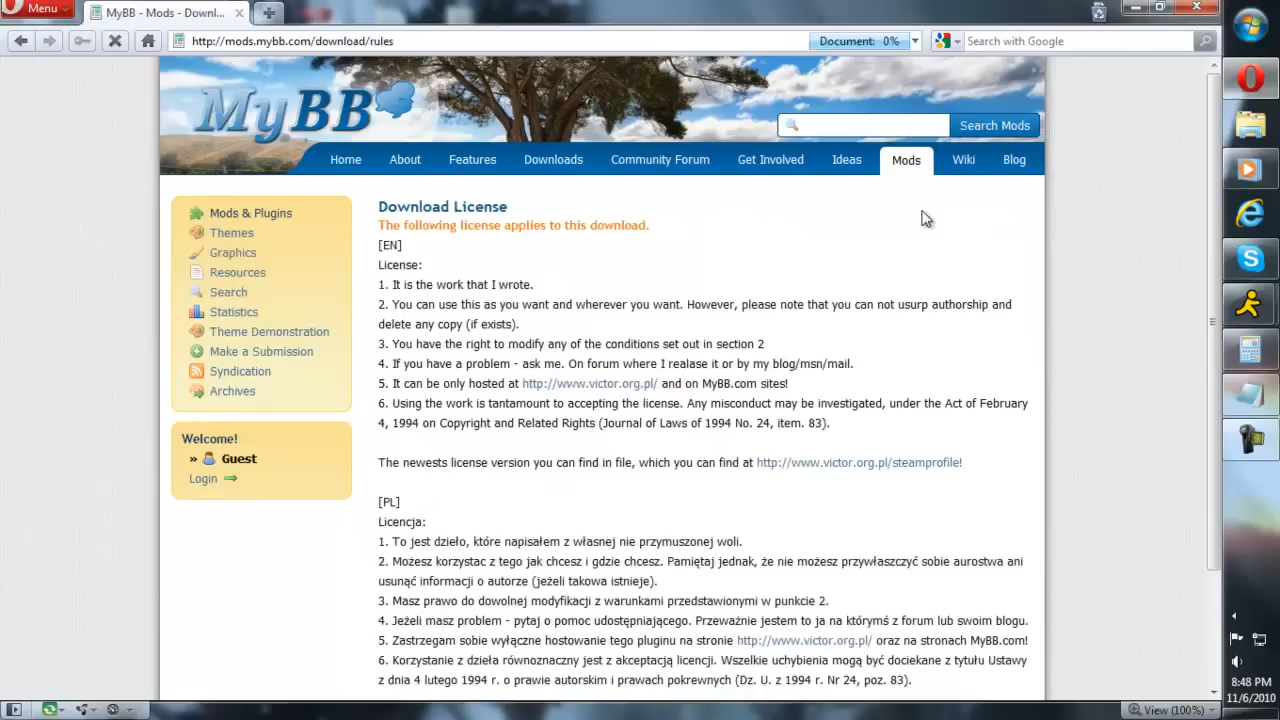 Menu
MyBB - Mods - Downl...
http://mods.mybb.com/download/rules
Document: 0%
Search with Google
MyBB
Search Mods
Home About Features Downloads Community Forum Get Involved Ideas Mods Wiki Blog
Mods & Plugins
Themes
Graphics
Resources
Search
Statistics
Theme Demonstration
Make a Submission
Syndication
Archives
Welcome!
» Guest
Login
Download License
The following license applies to this download.
[EN]
License:
1. It is the work that I wrote.
2. You can use this as you want and wherever you want. However, please note that you can not usurp authorship and
delete any copy (if exists).
3. You have the right to modify any of the conditions set out in section 2
4. If you have a problem - ask me. On forum where I realase it or by my blog/msn/mail.
5. It can be only hosted at http://www.victor.org.pl/ and on MyBB.com sites!
6. Using the work is tantamount to accepting the license. Any misconduct may be investigated, under the Act of February
4, 1994 on Copyright and Related Rights (Journal of Laws of 1994 No. 24, item. 83).
The newests license version you can find in file, which you can find at http://www.victor.org.pl/steamprofile!
[PL]
Licencja:
1. To jest dzieło, które napisałem z własnej nie przymuszonej woli.
2. Możesz korzystac z tego jak chcesz i gdzie chcesz. Pamiętaj jednak, że nie możesz przywłaszczyć sobie aurostwa ani
usunąć informacji o autorze (jeżeli takowa istnieje).
3. Masz prawo do dowolnej modyfikacji z warunkami przedstawionymi w punkcie 2.
4. Jeżeli masz problem - pytaj o pomoc udostępniajacego. Przeważnie jestem to ja na którymś z forum lub swoim blogu.
5. Zastrzegam sobie wyłączne hostowanie tego pluginu na stronie http://www.victor.org.pl/ oraz na stronach MyBB.com!
6. Korzystanie z dzieła równoznaczny jest z akceptacją licencji. Wszelkie uchybienia mogą być dociekane z tytułu Ustawy
z dnia 4 lutego 1994 r. o prawie autorskim i prawach pokrewnych (Dz. U. z 1994 r. Nr 24, poz. 83).
8:48 PM
11/6/2010
View (100%)